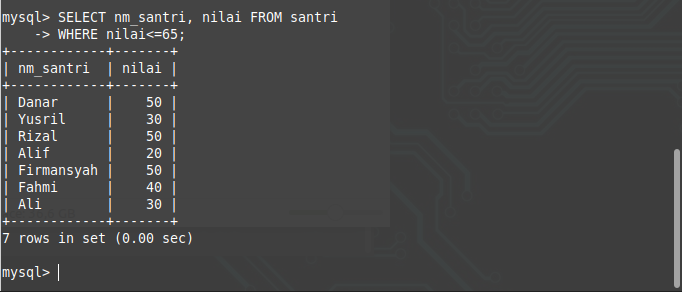 mysql> SELECT nm_santri, nilai FROM santri
    -> WHERE nilai<=65;
+------------+-------+
| nm_santri  | nilai |
+------------+-------+
| Danar      |    50 |
| Yusril     |    30 |
| Rizal      |    50 |
| Alif       |    20 |
| Firmansyah |    50 |
| Fahmi      |    40 |
| Ali        |    30 |
+------------+-------+
7 rows in set (0.00 sec)

mysql>